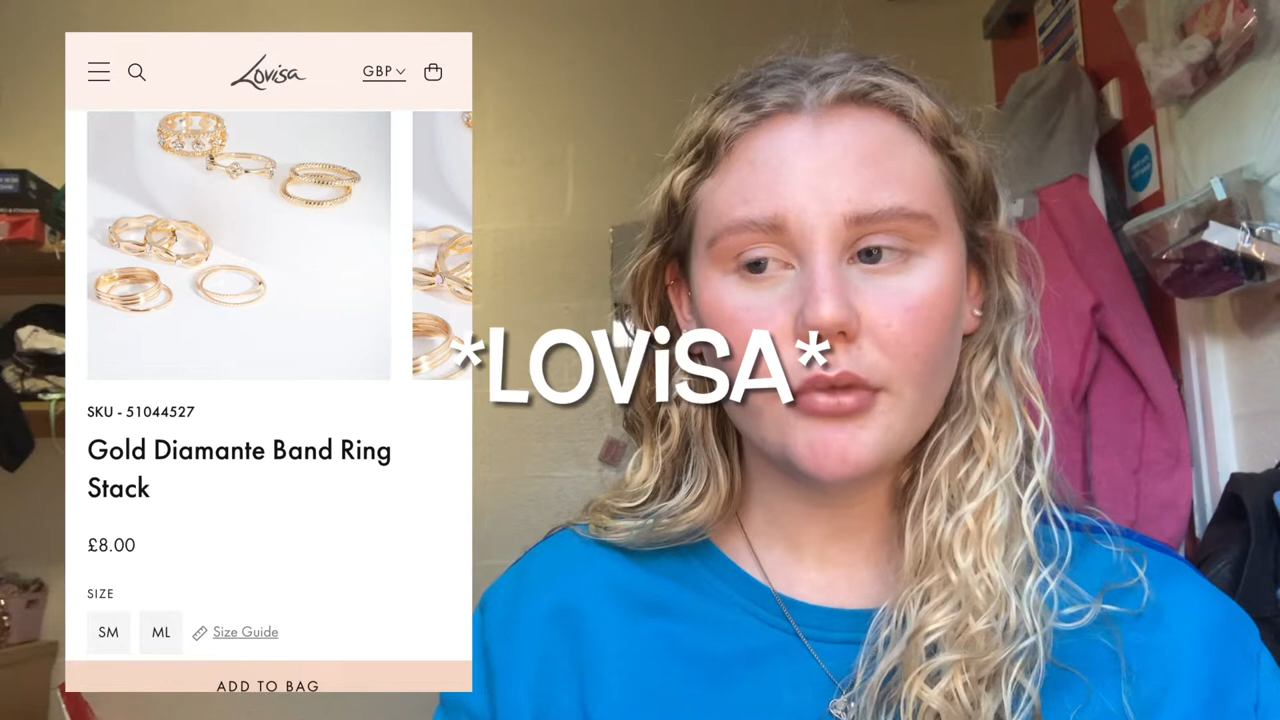 Lovisa
GBP
*LOViSA*
SKU - 51044527
Gold Diamante Band Ring
Stack
£8.00
SIZE
SM ML Size Guide
ADD TO BAG